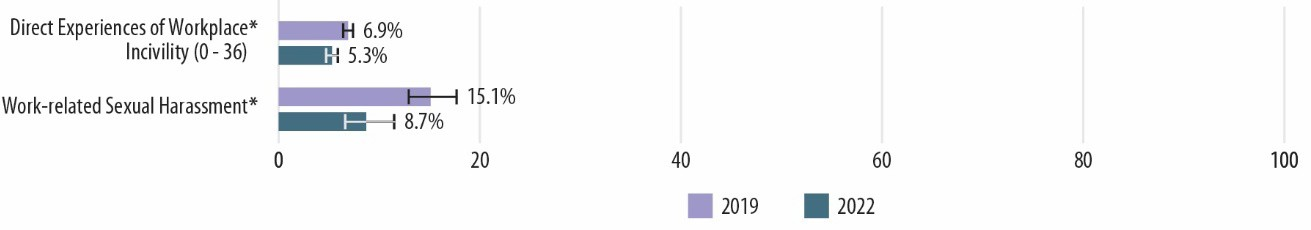 Direct Experiences of Workplace*
Incivility (0 - 36)
6.9%
5.3%
Work-related Sexual Harassment*
15.1%
8.7%
0 20 40 60 80 100
2019 2022